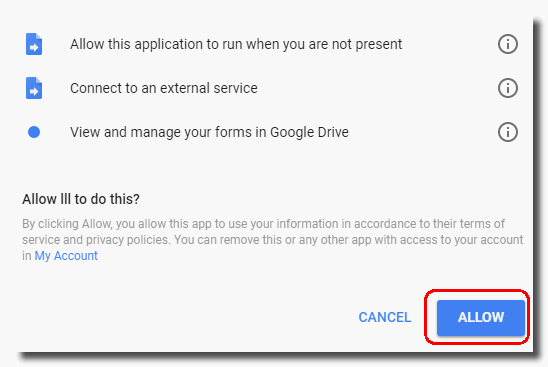 Allow this application to run when you are not present
Connect to an external service
View and manage your forms in Google Drive
Allow lll to do this?
By clicking Allow, you allow this app to use your information in accordance to their terms of
service and privacy policies. You can remove this or any other app with access to your account
in My Account
CANCEL
ALLOW